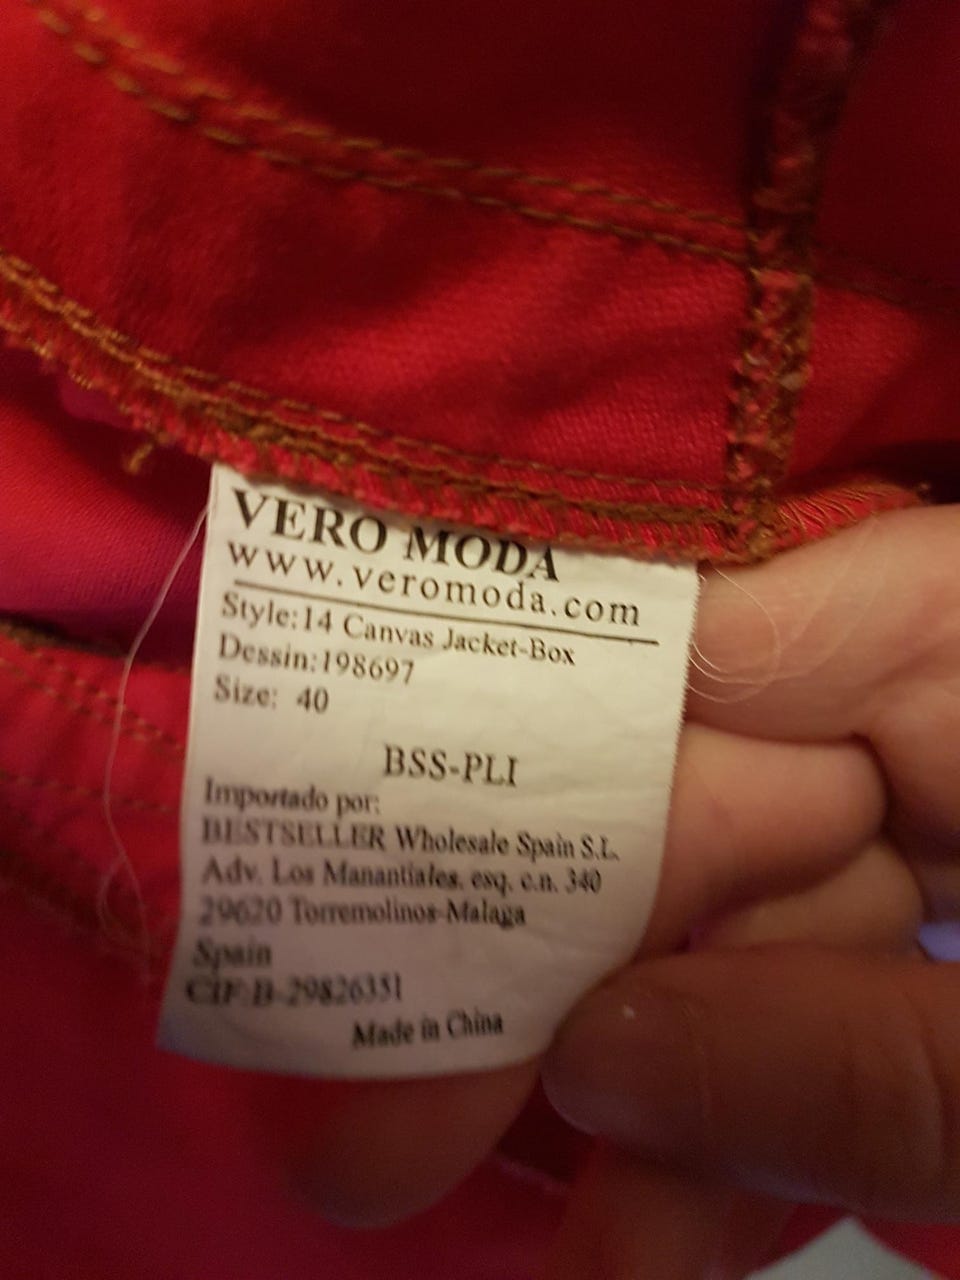 VERO MODA
www.veromoda.com
Style:14 Canvas Jacket-Box
Dessin:198697
Size: 40
BSS-PLI
Importado por:
BESTSELLER Wholesale Spain S.L.
Adv. Los Manantiales. esq. c.n. 340
29620 Torremolinos-Malaga
Spain
CIF:B-29826351
Made in China